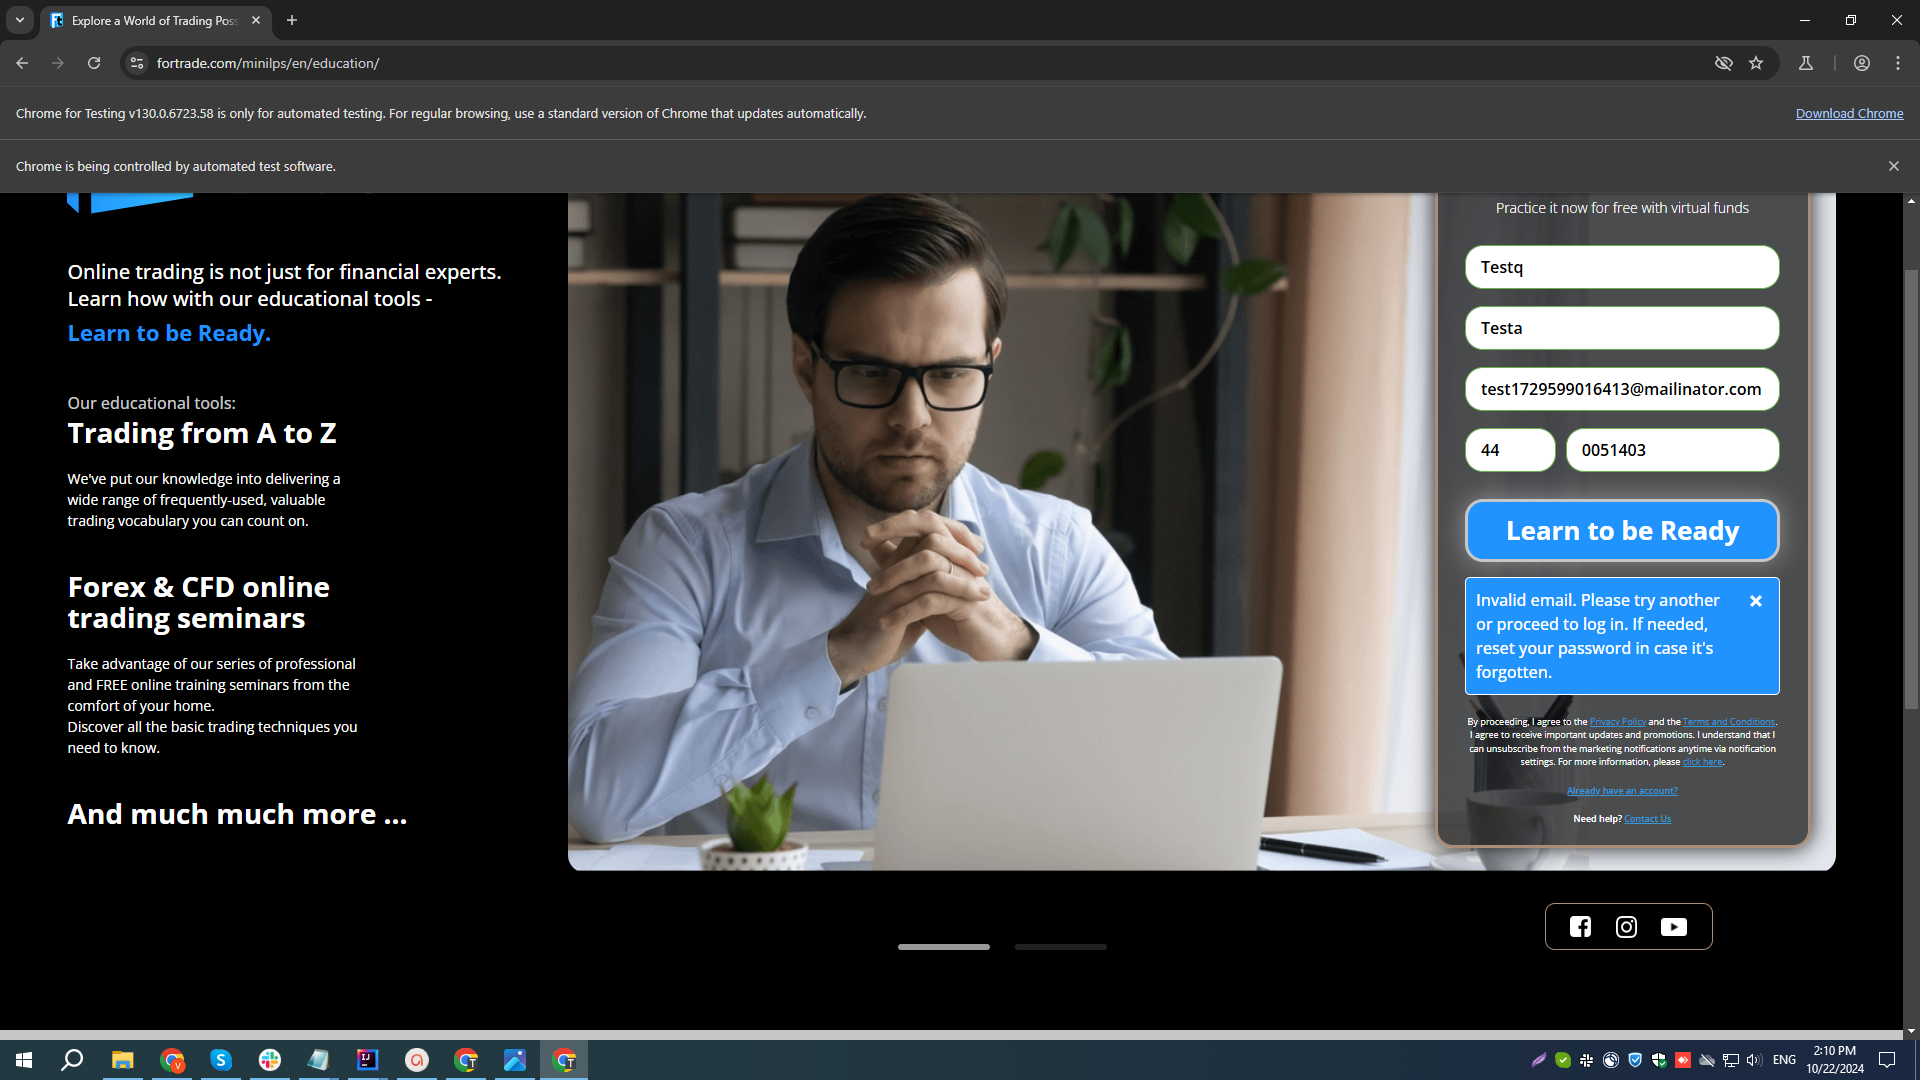 Explore a World of Trading Poss
fortrade.com/minilps/en/education/
Chrome for Testing v130.0.6723.58 is only for automated testing. For regular browsing, use a standard version of Chrome that updates automatically.
Download Chrome
Chrome is being controlled by automated test software.
Online trading is not just for financial experts.
Learn how with our educational tools -
Learn to be Ready.
Our educational tools:
Trading from A to Z
We've put our knowledge into delivering a
wide range of frequently-used, valuable
trading vocabulary you can count on.
Forex & CFD online
trading seminars
Take advantage of our series of professional
and FREE online training seminars from the
comfort of your home.
Discover all the basic trading techniques you
need to know.
And much much more ...
Practice it now for free with virtual funds
Testq
Testa
test1729599016413@mailinator.com
44
0051403
Learn to be Ready
Invalid email. Please try another
or proceed to log in. If needed,
reset your password in case it's
forgotten.
By proceeding, I agree to the Privacy Policy and the Terms and Conditions.
I agree to receive important updates and promotions. I understand that I
can unsubscribe from the marketing notifications anytime via notification
settings. For more information, please click here.
Already have an account?
Need help? Contact Us
ENG
2:10 PM
10/22/2024